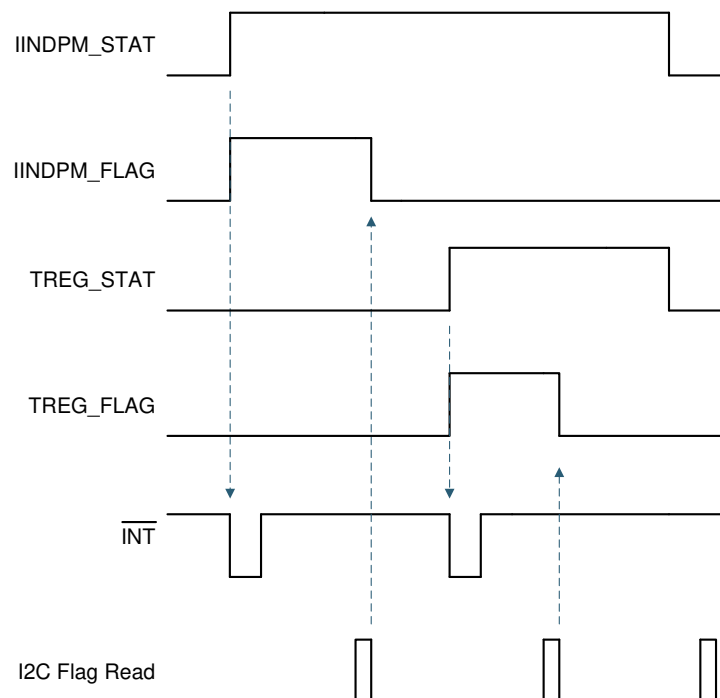 IINDPM_STAT
IINDPM_FLAG
TREG_STAT
TREG_FLAG
INT
I2C Flag Read